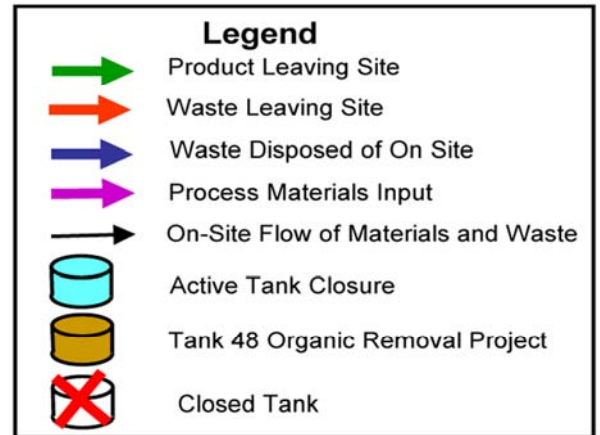 Legend
Product Leaving Site
Waste Leaving Site
Waste Disposed of On Site
Process Materials Input
On-Site Flow of Materials and Waste
Active Tank Closure
Tank 48 Organic Removal Project
Closed Tank